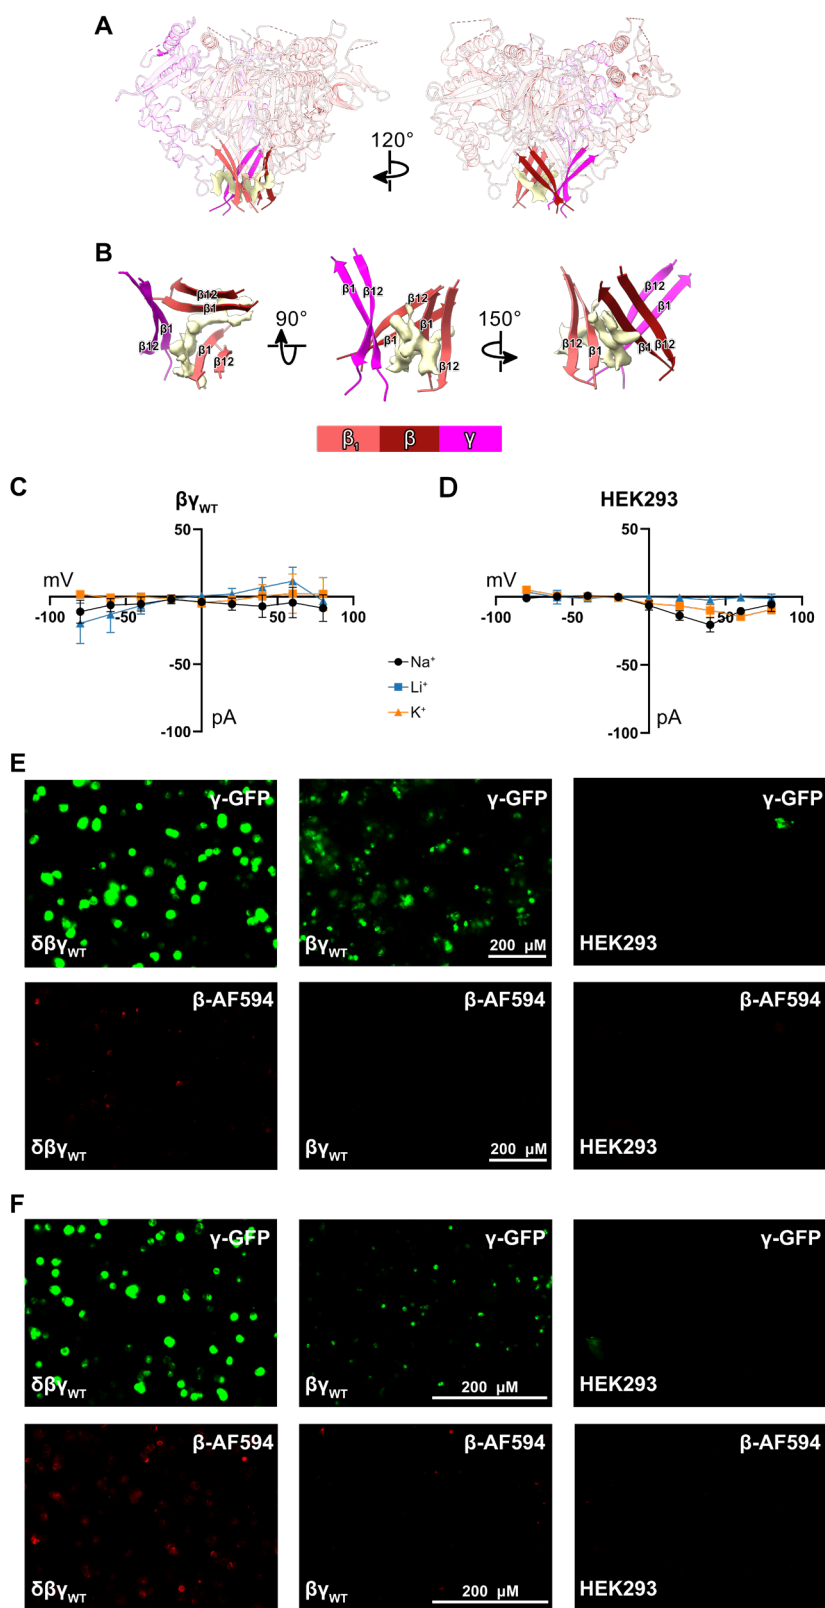 A
120°
B
β12
β1
β1
β12
β1
β12
90°
β1
β12
β12
β1
β1
β12
150°
β12
β12
β1
β12
β1
β1
β12
β₁ β γ
C
βγWT
50
mV
-100
-50
50
100
-50
pA
-100
Na⁺
Li⁺
K⁺
D
HEK293
50
mV
-100
-50
50
100
-50
pA
-100
E
γ-GFP
δβγWT
γ-GFP
βγWT
200 μM
γ-GFP
HEK293
β-AF594
δβγWT
β-AF594
βγWT
200 μM
β-AF594
HEK293
F
γ-GFP
δβγWT
γ-GFP
βγWT
200 μM
γ-GFP
HEK293
β-AF594
δβγWT
β-AF594
βγWT
200 μM
β-AF594
HEK293